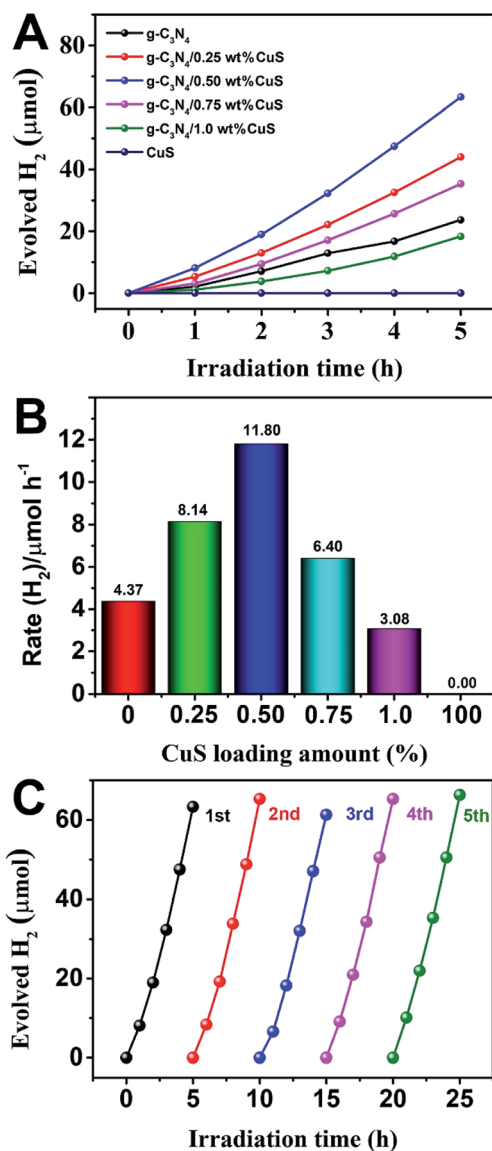 A
80
60
40
20
0
Evolved H₂ (μmol)
g-C₃N₄
g-C₃N₄/0.25 wt%CuS
g-C₃N₄/0.50 wt%CuS
g-C₃N₄/0.75 wt%CuS
g-C₃N₄/1.0 wt%CuS
CuS
0 1 2 3 4 5
Irradiation time (h)
B
12
10
8
6
4
2
0
Rate (H₂)/μmol h⁻¹
4.37
8.14
11.80
6.40
3.08
0.00
0 0.25 0.50 0.75 1.0 100
CuS loading amount (%)
C
60
40
20
0
Evolved H₂ (μmol)
1st 2nd 3rd 4th 5th
0 5 10 15 20 25
Irradiation time (h)